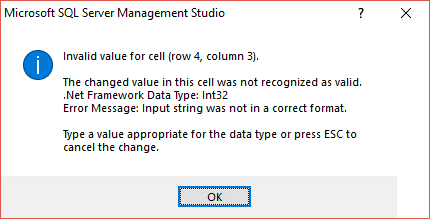 Microsoft SQL Server Management Studio
Invalid value for cell (row 4, column 3).
The changed value in this cell was not recognized as valid.
.Net Framework Data Type: Int32
Error Message: Input string was not in a correct format.
Type a value appropriate for the data type or press ESC to
cancel the change.
OK